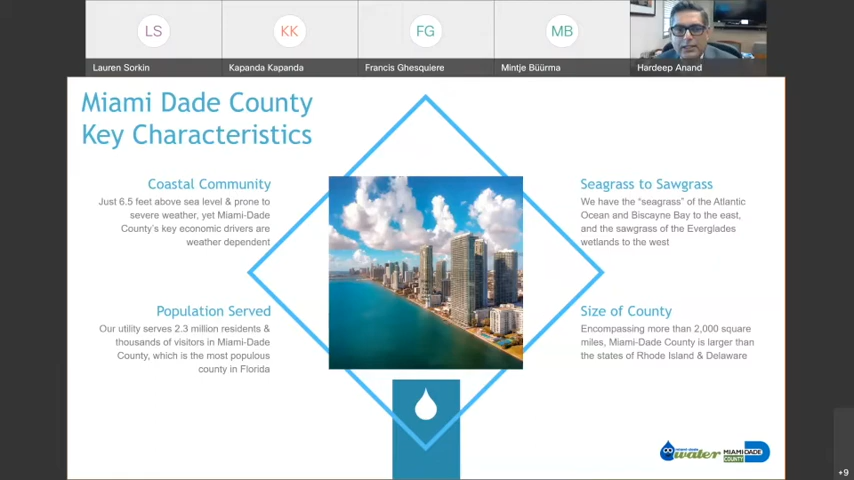 LS
KK
FG
MB
Lauren Sorkin
Kapanda Kapanda
Francis Ghesquiere
Mintje Büürma
Hardeep Anand
Miami Dade County
Key Characteristics
Coastal Community
Just 6.5 feet above sea level & prone to
severe weather, yet Miami-Dade
County's key economic drivers are
weather dependent
Seagrass to Sawgrass
We have the “seagrass” of the Atlantic
Ocean and Biscayne Bay to the east,
and the sawgrass of the Everglades
wetlands to the west
Population Served
Our utility serves 2.3 million residents &
thousands of visitors in Miami-Dade
County, which is the most populous
county in Florida
Size of County
Encompassing more than 2,000 square
miles, Miami-Dade County is larger than
the states of Rhode Island & Delaware
miami-dade
water
MIAMI-DADE
COUNTY
+9